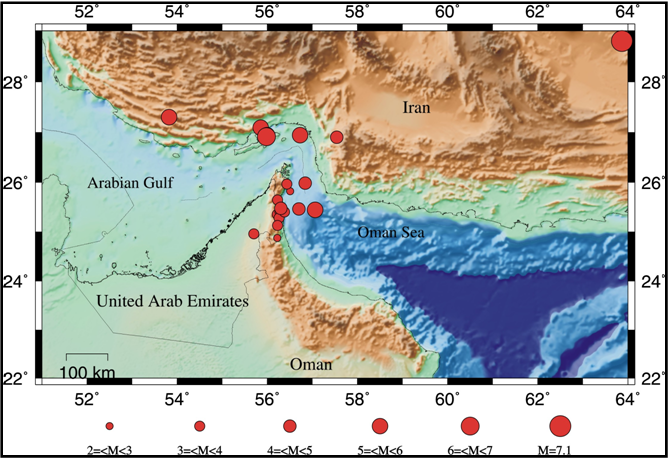 52° 54° 56° 58° 60° 62° 64°
28° 28°
Iran
26° 26°
Arabian Gulf
Oman Sea
24° 24°
United Arab Emirates
Oman
100 km
22° 22°
52° 54° 56° 58° 60° 62° 64°
2=<M<3 3=<M<4 4=<M<5 5=<M<6 6=<M<7 M=7.1